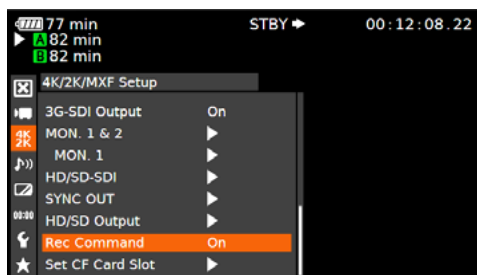 77 min STBY 00:12:08.22
A 82 min
B 82 min
4K/2K/MXF Setup
3G-SDI Output On
MON. 1 & 2
MON. 1
HD/SD-SDI
SYNC OUT
HD/SD Output
Rec Command On
Set CF Card Slot
4K
2K
00:00